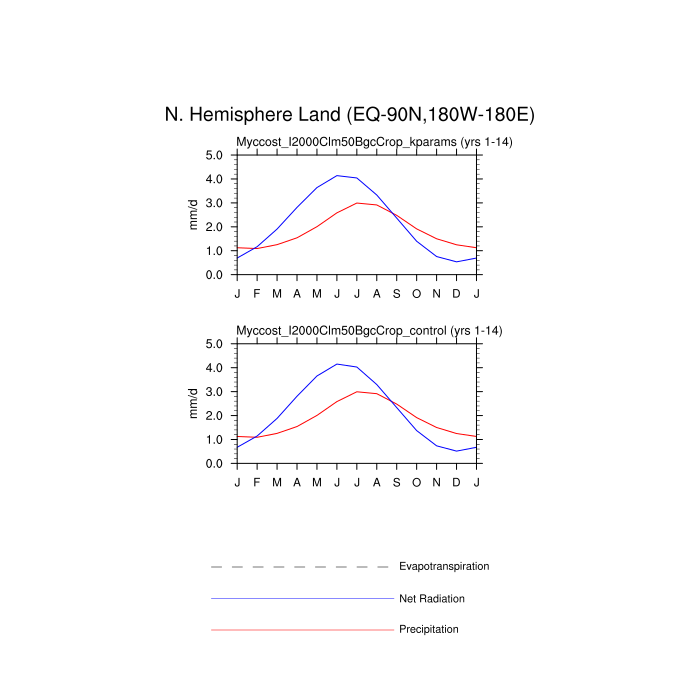 N. Hemisphere Land (EQ-90N,180W-180E)
Myccost_I2000Clm50BgcCrop_kparams (yrs 1-14)
5.0
4.0
3.0
2.0
1.0
0.0
mm/d
J F M A M J J A S O N D J
Myccost_I2000Clm50BgcCrop_control (yrs 1-14)
5.0
4.0
3.0
2.0
1.0
0.0
mm/d
J F M A M J J A S O N D J
Evapotranspiration
Net Radiation
Precipitation